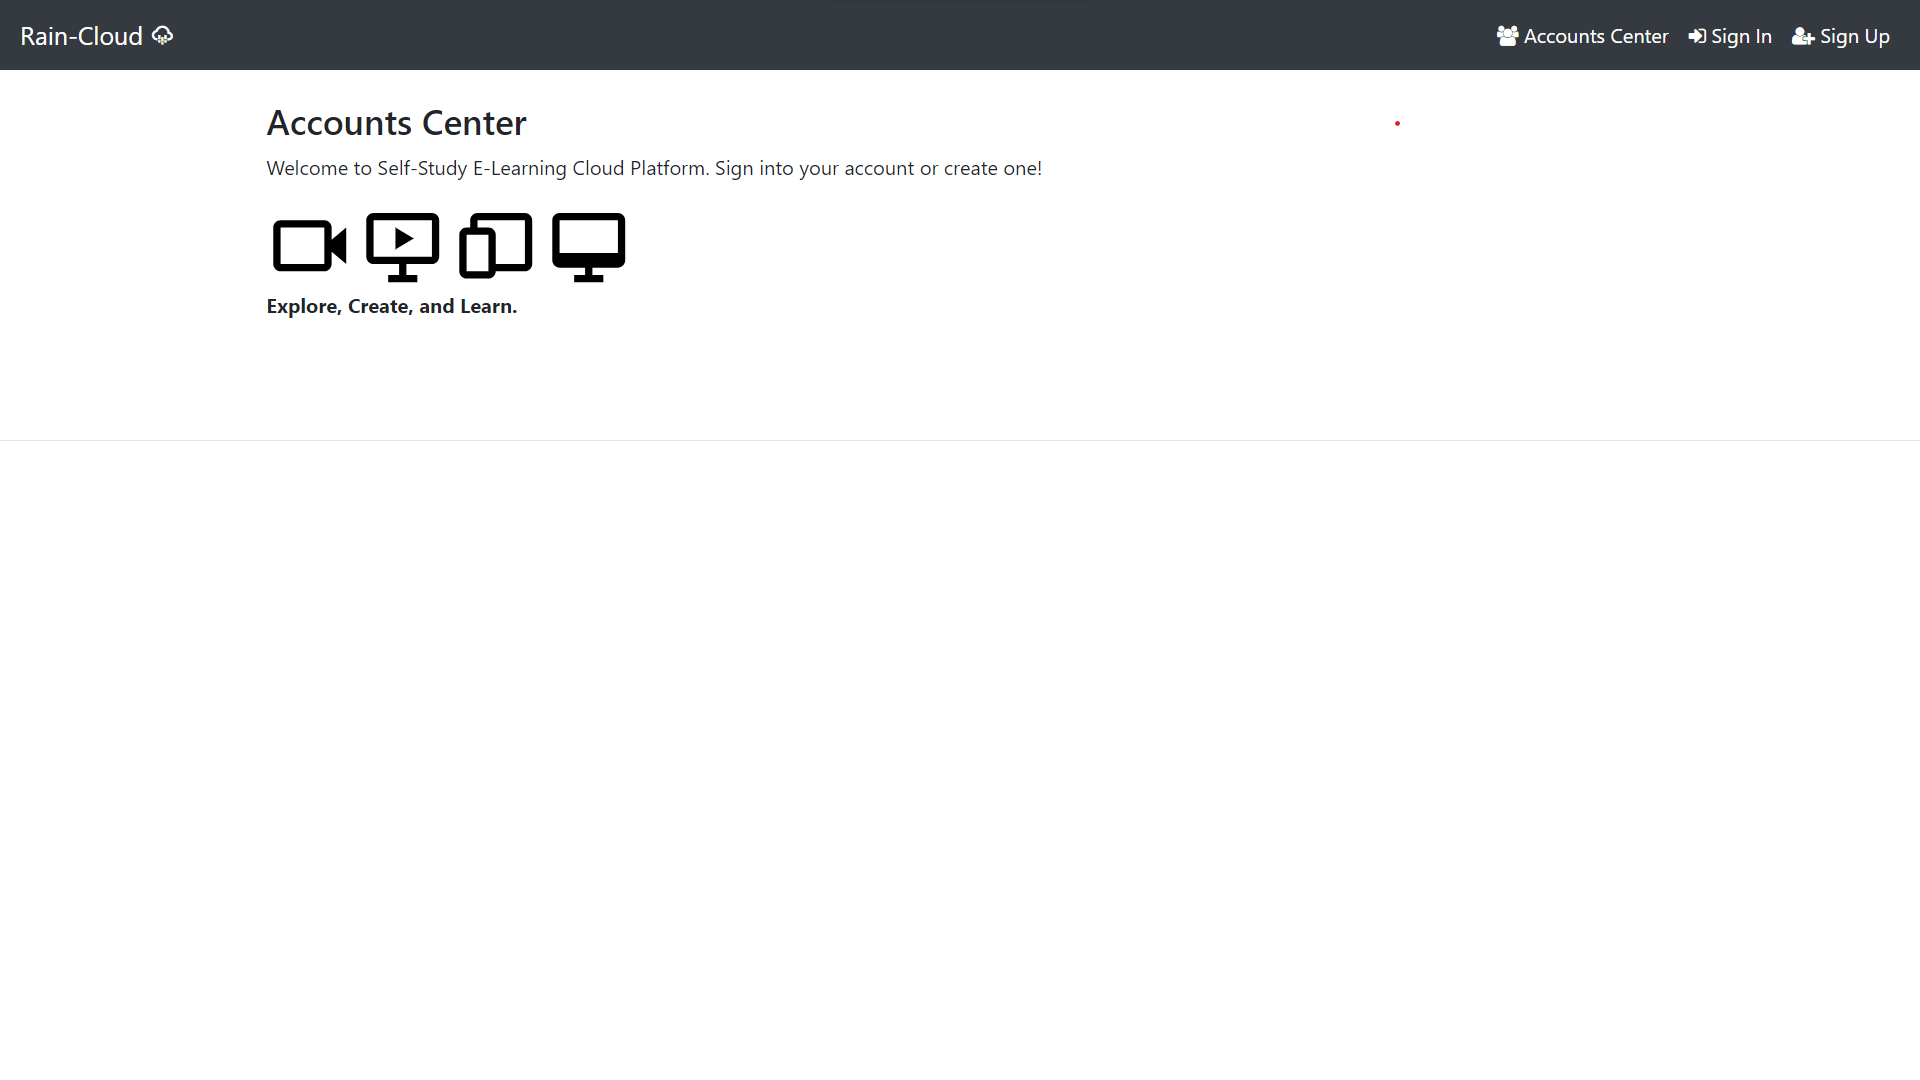 Rain-Cloud
Accounts Center
Sign In
Sign Up
Accounts Center
Welcome to Self-Study E-Learning Cloud Platform. Sign into your account or create one!
Explore, Create, and Learn.